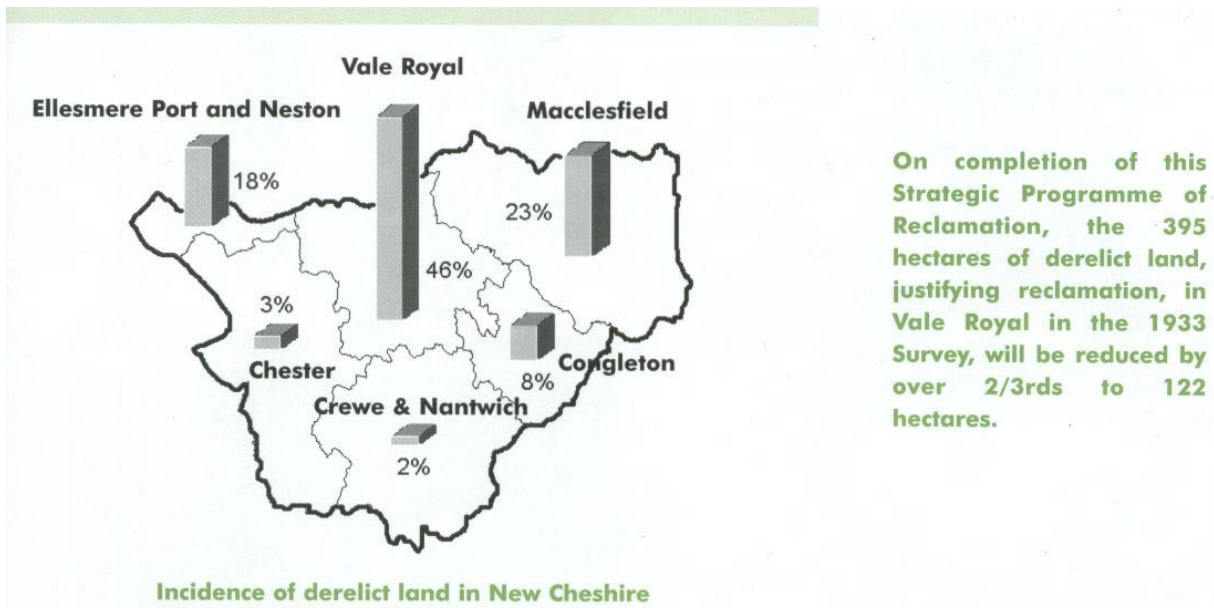 Vale Royal
Ellesmere Port and Neston
Macclesfield
18%
23%
46%
3%
Chester
Congleton
8%
Crewe & Nantwich
2%
Incidence of derelict land in New Cheshire
On completion of this
Strategic Programme of
Reclamation, the 395
hectares of derelict land,
justifying reclamation, in
Vale Royal in the 1933
Survey, will be reduced by
over 2/3rds to 122
hectares.